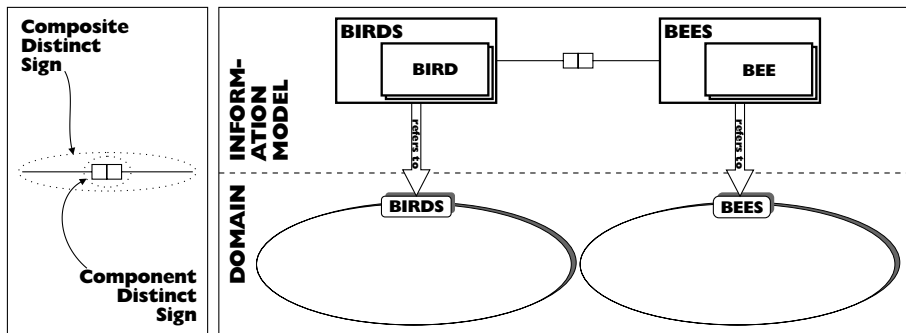 Composite
Distinct
Sign
Component
Distinct
Sign
INFORM-
ATION
MODEL
BIRDS
BIRD
BEES
BEE
refers to
refers to
DOMAIN
BIRDS
BEES